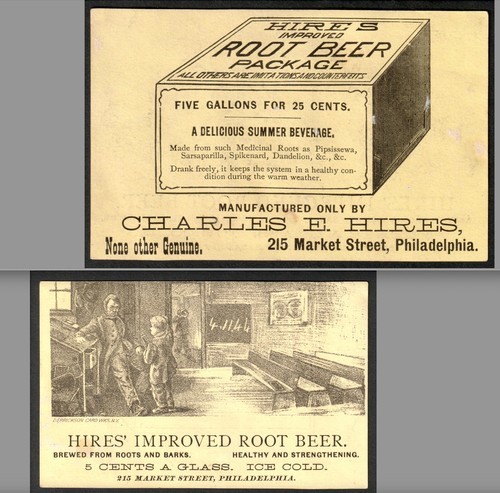 HIRE'S
IMPROVED
ROOT BEER
PACKAGE
ALL OTHERS ARE IMITATIONS AND COUNTERFEITS
FIVE GALLONS FOR 25 CENTS.
A DELICIOUS SUMMER BEVERAGE,
Made from such Medicinal Roots as Pipsissewa,
Sarsaparilla, Spikenard, Dandelion, &c., &c.
Drank freely, it keeps the system in a healthy con-
dition during the warm weather.
MANUFACTURED ONLY BY
CHARLES E. HIRES,
None other Genuine.
215 Market Street, Philadelphia.
HIRES' IMPROVED ROOT BEER.
BREWED FROM ROOTS AND BARKS.
HEALTHY AND STRENGTHENING.
5 CENTS A GLASS. ICE COLD.
215 MARKET STREET, PHILADELPHIA.